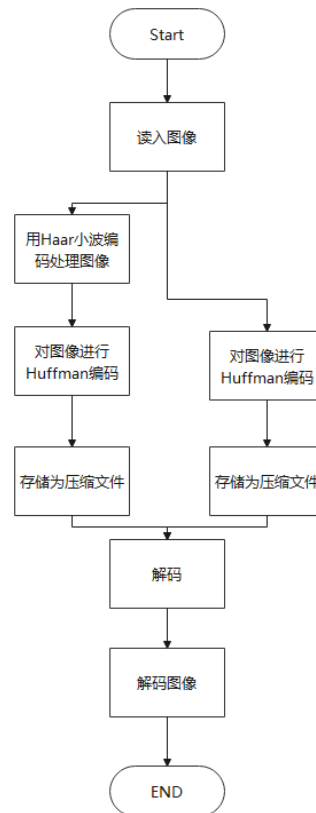 Start
读入图像
用Haar小波编
码处理图像
对图像进行
Huffman编码
对图像进行
Huffman编码
存储为压缩文件
存储为压缩文件
解码
解码图像
END